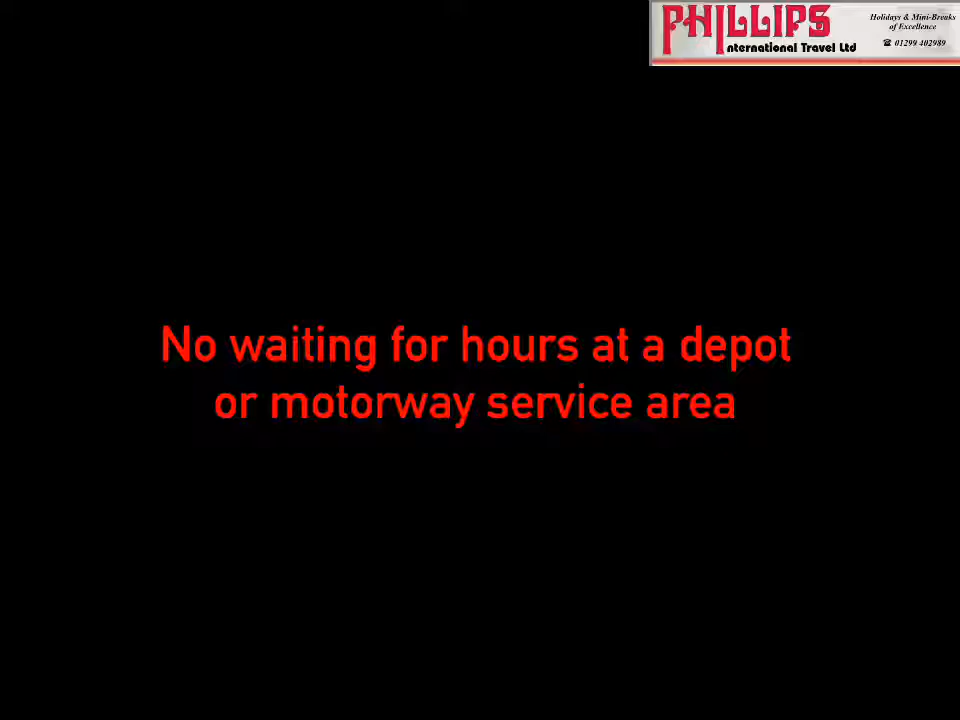 PHILLIPS
International Travel Ltd
Holidays & Mini-Breaks
of Excellence
☎ 01299 402989
No waiting for hours at a depot
or motorway service area